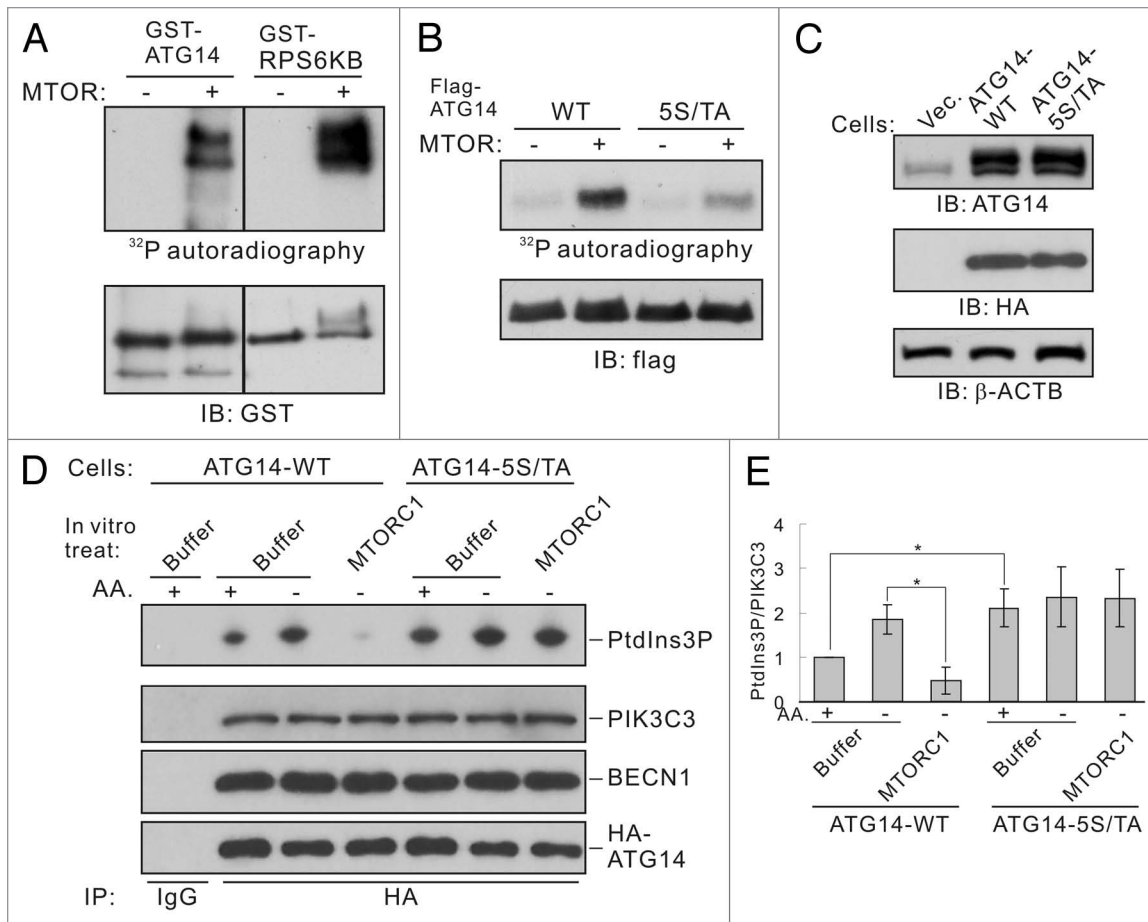 A
GST-
ATG14
GST-
RPS6KB
MTOR: - + - +
³²P autoradiography
IB: GST
B
Flag-
ATG14
WT 5S/TA
MTOR: - + - +
³²P autoradiography
IB: flag
C
Cells: Vec. ATG14-WT ATG14-5S/TA
IB: ATG14
IB: HA
IB: β-ACTB
D
Cells: ATG14-WT ATG14-5S/TA
In vitro
treat:
Buffer Buffer MTORC1 Buffer MTORC1
AA. + + - - + - -
PtdIns3P
PIK3C3
BECN1
HA-
ATG14
IP: IgG HA
E
PtdIns3P/PIK3C3
4
3
2
1
0
* *
AA. + - - + - -
Buffer MTORC1 Buffer MTORC1
ATG14-WT ATG14-5S/TA